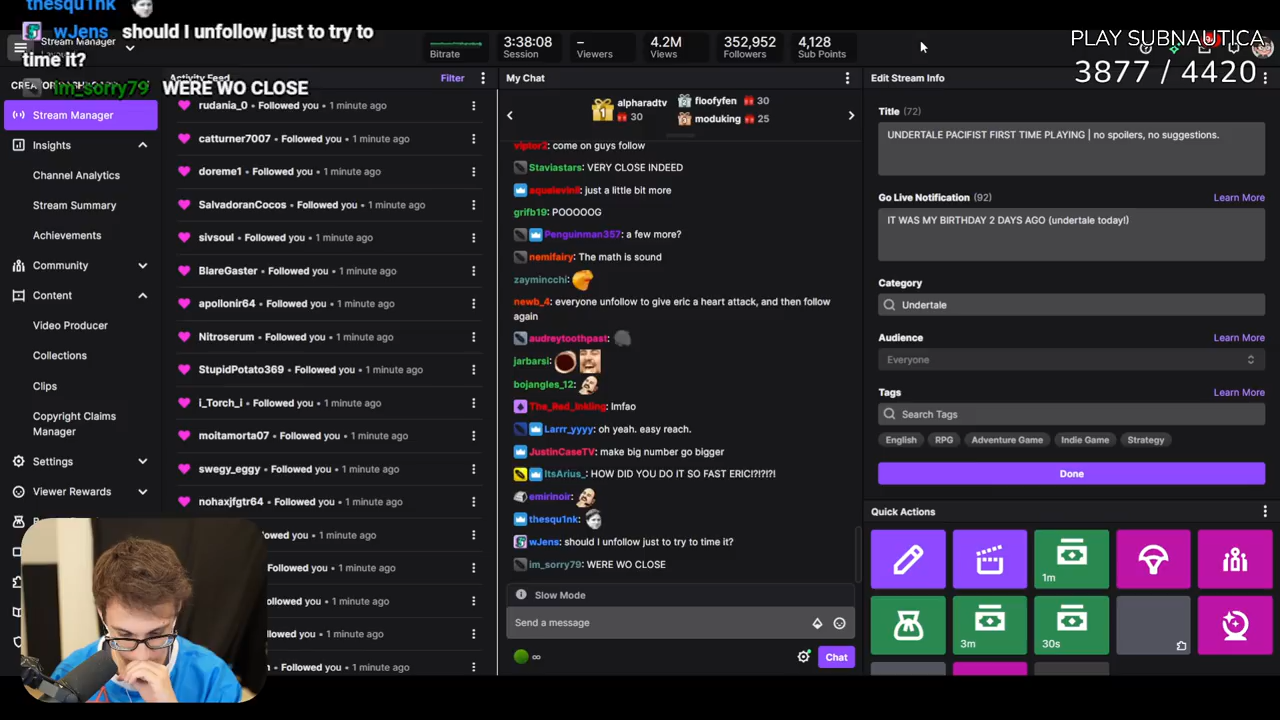 thesqu1nk
wJens should I unfollow just to try to
time it?
im_sorry79 WERE WO CLOSE
Stream Manager
Bitrate
3:38:08
Session
–
Viewers
4.2M
Views
352,952
Followers
4,128
Sub Points
PLAY SUBNAUTICA
3877 / 4420
Activity Feed
Filter
My Chat
Edit Stream Info
Stream Manager
Insights
Channel Analytics
Stream Summary
Achievements
Community
Content
Video Producer
Collections
Clips
Copyright Claims
Manager
Settings
Viewer Rewards
rudania_0 • Followed you • 1 minute ago
catturner7007 • Followed you • 1 minute ago
doreme1 • Followed you • 1 minute ago
SalvadoranCocos • Followed you • 1 minute ago
sivsoul • Followed you • 1 minute ago
BlareGaster • Followed you • 1 minute ago
apollonir64 • Followed you • 1 minute ago
Nitroserum • Followed you • 1 minute ago
StupidPotato369 • Followed you • 1 minute ago
i_Torch_i • Followed you • 1 minute ago
moitamorta07 • Followed you • 1 minute ago
swegy_eggy • Followed you • 1 minute ago
nohaxjfgtr64 • Followed you • 1 minute ago
Followed you • 1 minute ago
Followed you • 1 minute ago
Followed you • 1 minute ago
Followed you • 1 minute ago
Followed you • 1 minute ago
1
alpharadtv
30
2
floofyfen 30
3
moduking 25
viptor2: come on guys follow
Staviastars: VERY CLOSE INDEED
aquelevinil: just a little bit more
grifb19: POOOOOG
Penguinman357: a few more?
nemifairy: The math is sound
zaymincchi:
newb_4: everyone unfollow to give eric a heart attack, and then follow
again
audreytoothpast:
jarbarsi:
bojangles_12:
The_Red_Inkling: lmfao
Larrr_yyyy: oh yeah. easy reach.
JustinCaseTV: make big number go bigger
ItsArius_: HOW DID YOU DO IT SO FAST ERIC!?!?!!
emirinoir:
thesqu1nk:
wJens: should I unfollow just to try to time it?
im_sorry79: WERE WO CLOSE
Slow Mode
Send a message
∞
Chat
Title (72)
UNDERTALE PACIFIST FIRST TIME PLAYING | no spoilers, no suggestions.
Go Live Notification (92)
Learn More
IT WAS MY BIRTHDAY 2 DAYS AGO (undertale today!)
Category
Undertale
Audience
Learn More
Everyone
Tags
Learn More
Search Tags
English
RPG
Adventure Game
Indie Game
Strategy
Done
Quick Actions
1m
3m
30s